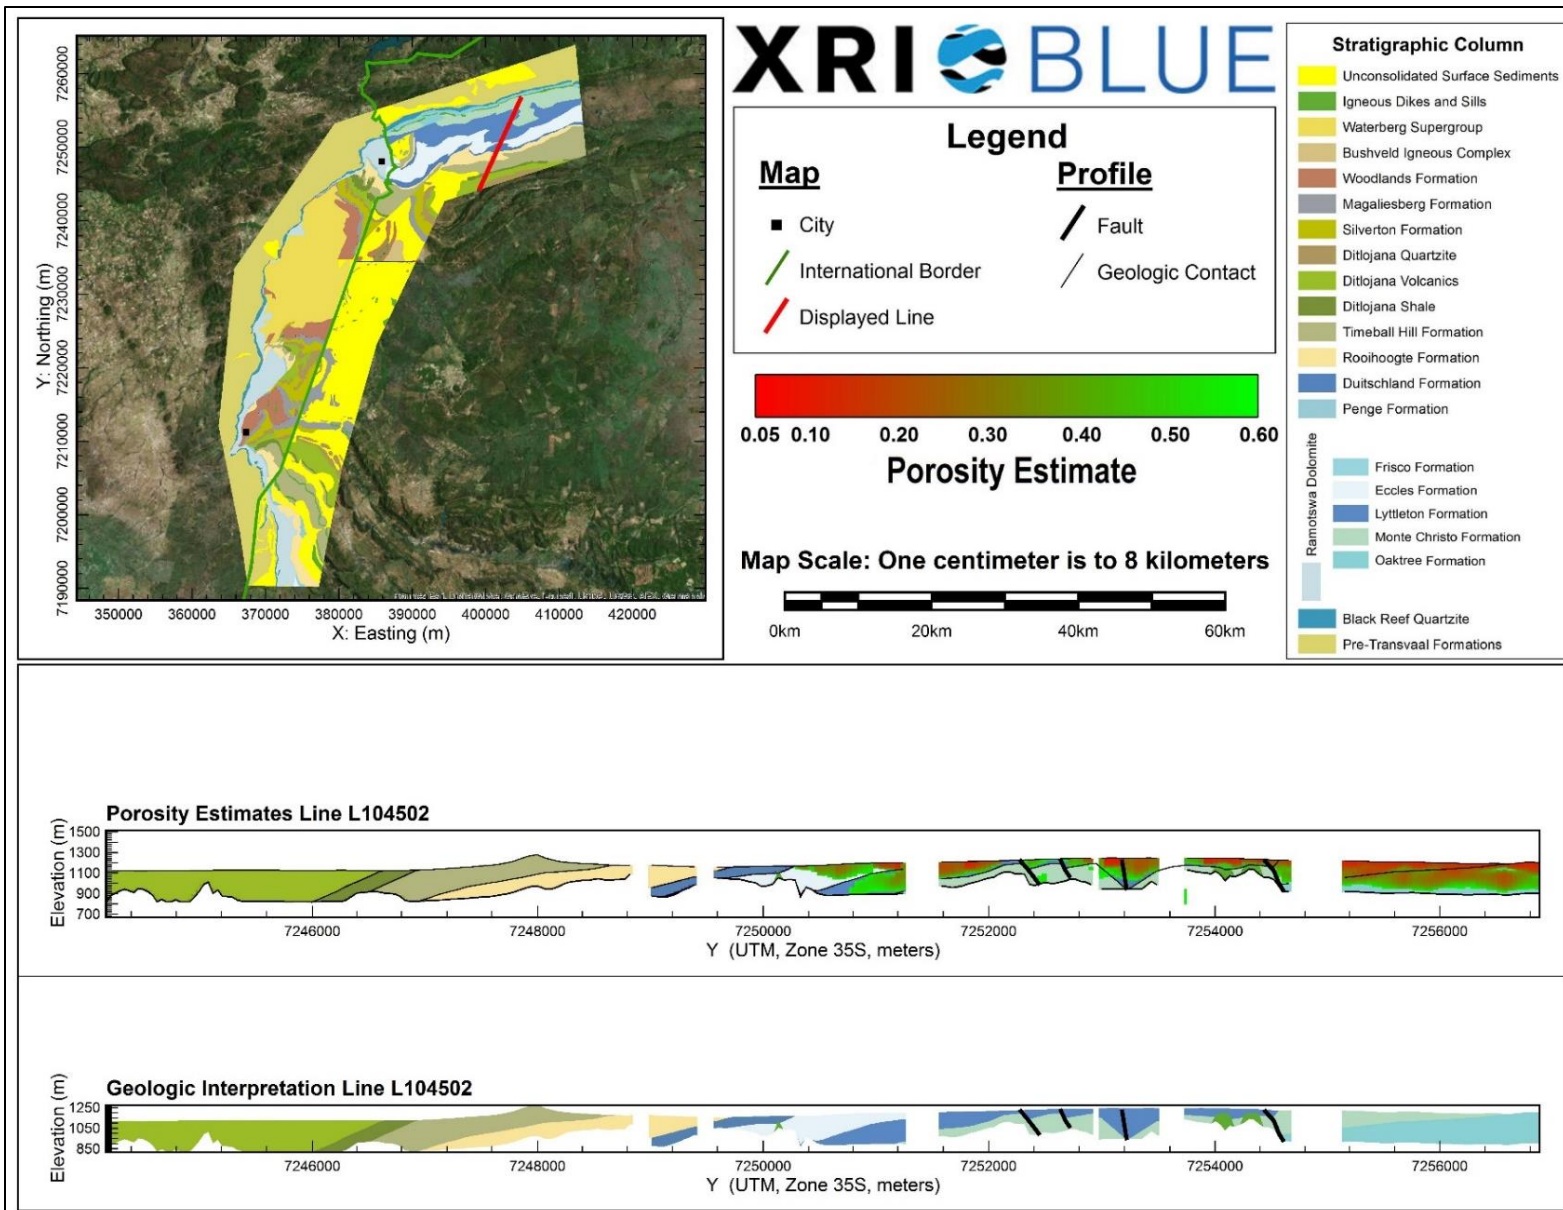 7260000
7250000
7240000
7230000
7220000
7210000
7200000
7190000
Y: Northing (m)
350000 360000 370000 380000 390000 400000 410000 420000
X: Easting (m)
XRI BLUE
Legend
Map
City
International Border
Displayed Line
Profile
Fault
Geologic Contact
0.05 0.10 0.20 0.30 0.40 0.50 0.60
Porosity Estimate
Map Scale: One centimeter is to 8 kilometers
0km 20km 40km 60km
Stratigraphic Column
Unconsolidated Surface Sediments
Igneous Dikes and Sills
Waterberg Supergroup
Bushveld Igneous Complex
Woodlands Formation
Magaliesberg Formation
Silverton Formation
Ditlojana Quartzite
Ditlojana Volcanics
Ditlojana Shale
Timeball Hill Formation
Rooihoogte Formation
Duitschland Formation
Penge Formation
Ramotswa Dolomite
Frisco Formation
Eccles Formation
Lyttleton Formation
Monte Christo Formation
Oaktree Formation
Black Reef Quartzite
Pre-Transvaal Formations
Porosity Estimates Line L104502
Elevation (m)
1500
1300
1100
900
700
7246000 7248000 7250000 7252000 7254000 7256000
Y (UTM, Zone 35S, meters)
Geologic Interpretation Line L104502
Elevation (m)
1250
1050
850
7246000 7248000 7250000 7252000 7254000 7256000
Y (UTM, Zone 35S, meters)